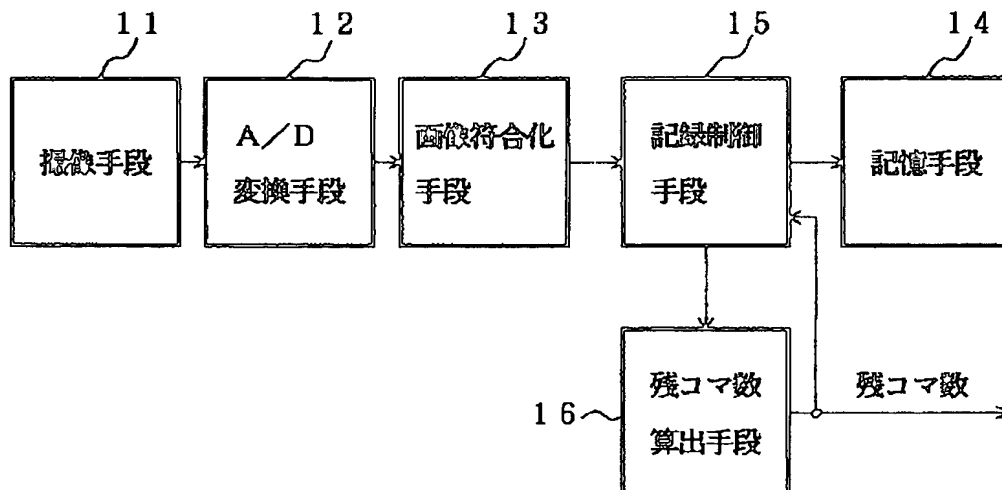 11
12
13
15
14
撮像手段
A/D
変換手段
画像符合化
手段
記録制御
手段
記憶手段
16
残コマ数
算出手段
残コマ数